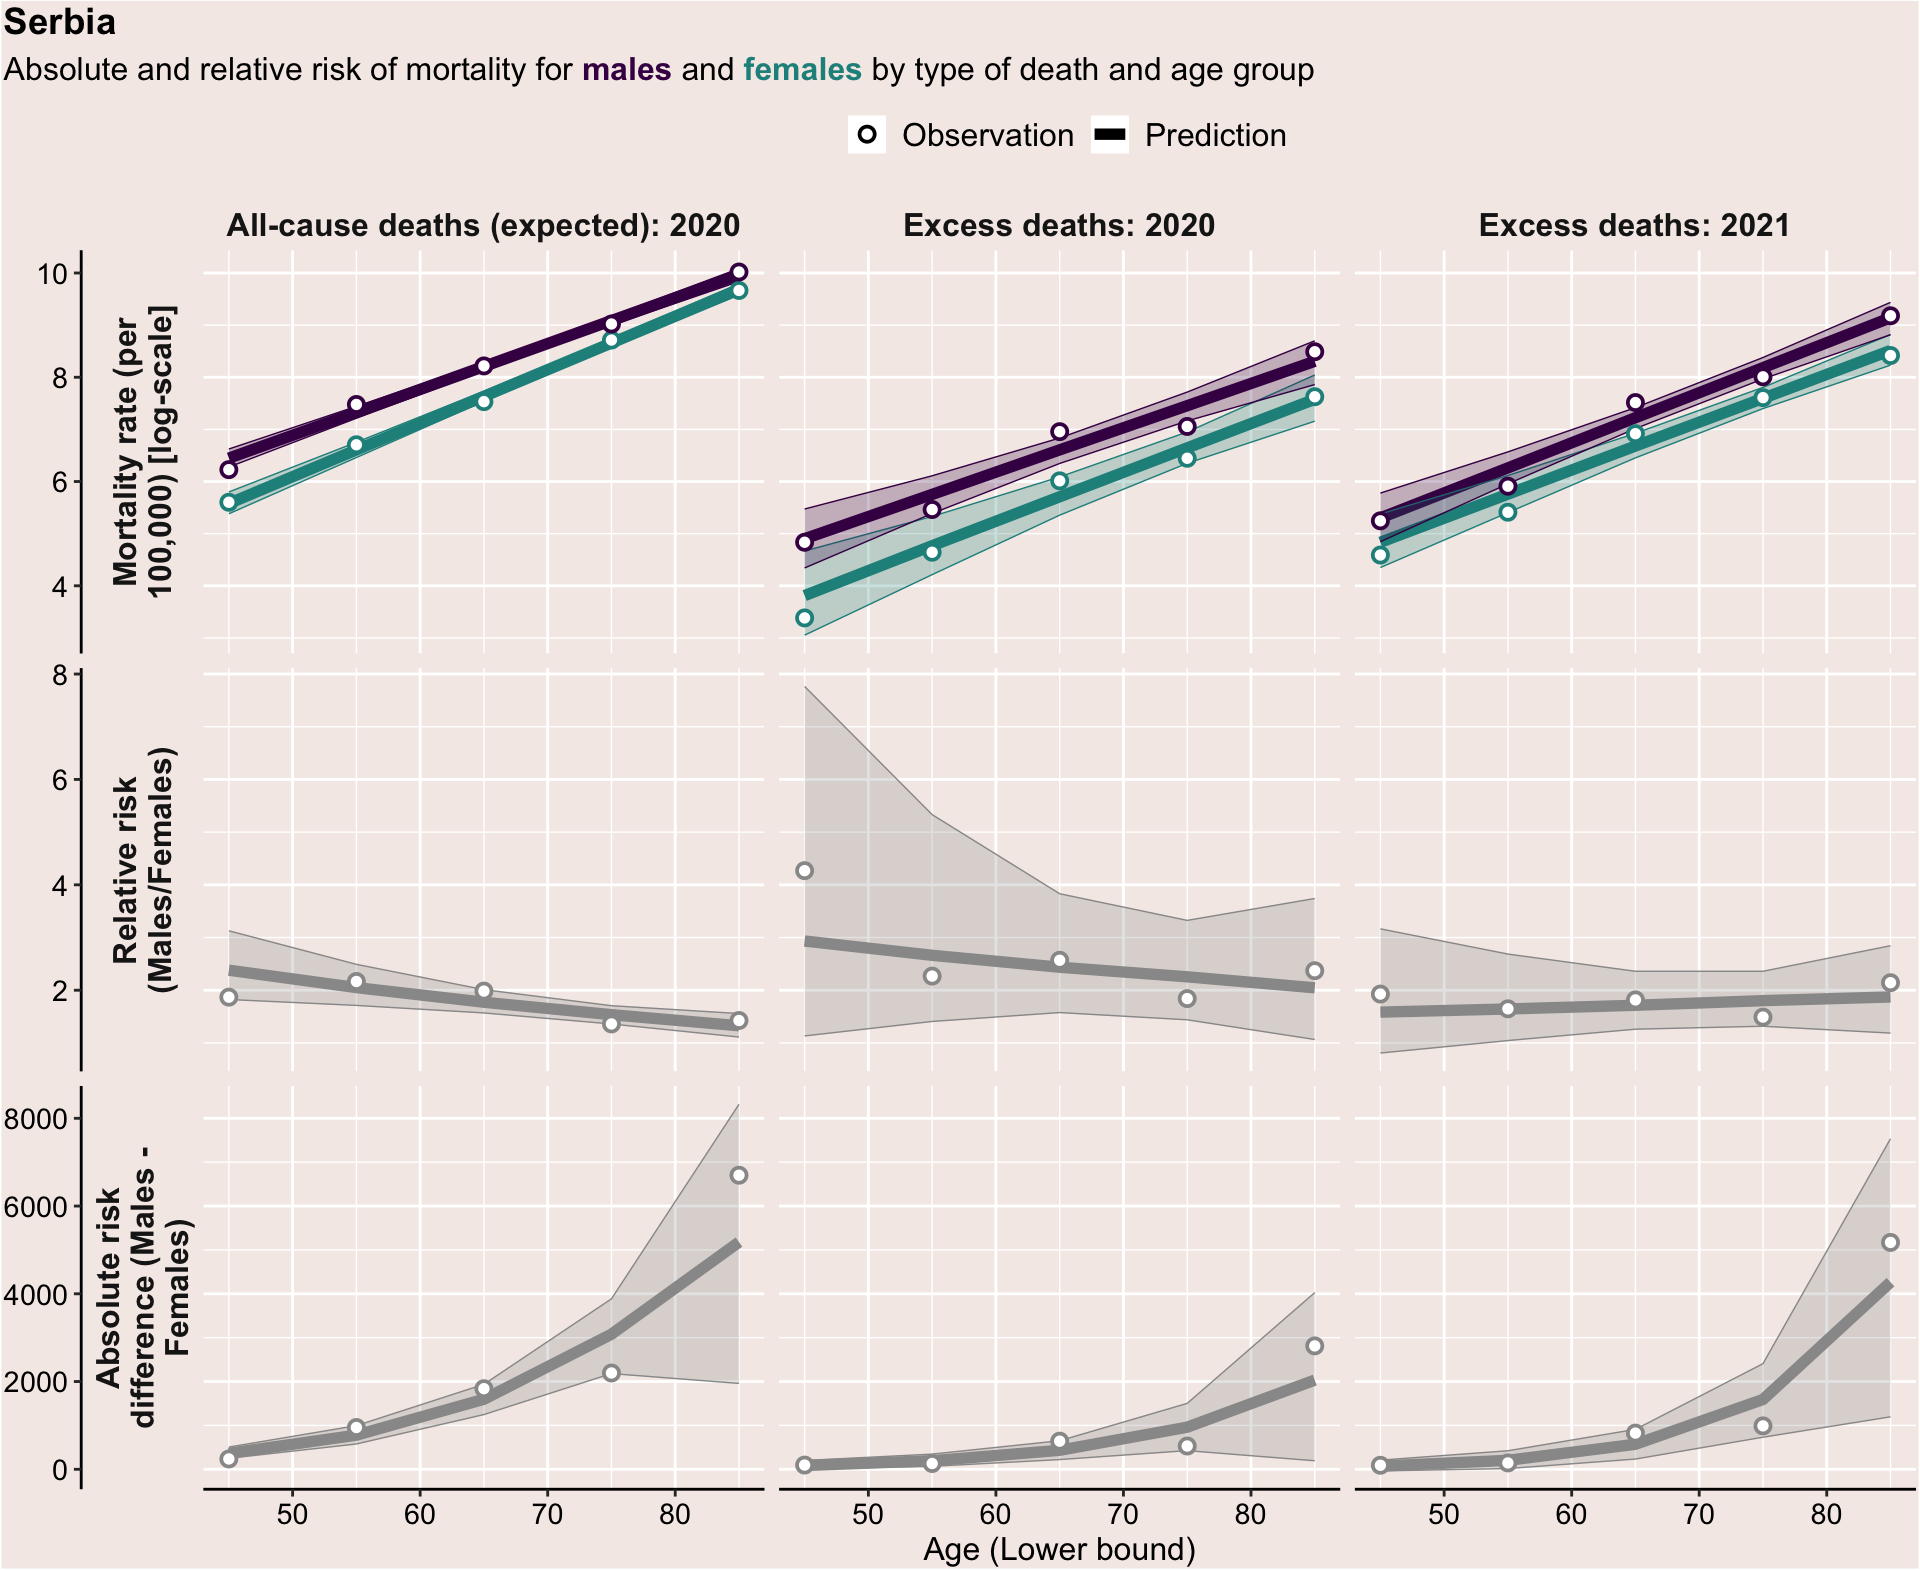 Serbia
Absolute and relative risk of mortality for males and females by type of death and age group
Observation Prediction
All-cause deaths (expected): 2020 Excess deaths: 2020 Excess deaths: 2021
Mortality rate (per
100,000) [log-scale]
10
8
6
4
Relative risk
(Males/Females)
8
6
4
2
Absolute risk
difference (Males -
Females)
8000
6000
4000
2000
0
50 60 70 80 50 60 70 80 50 60 70 80
Age (Lower bound)